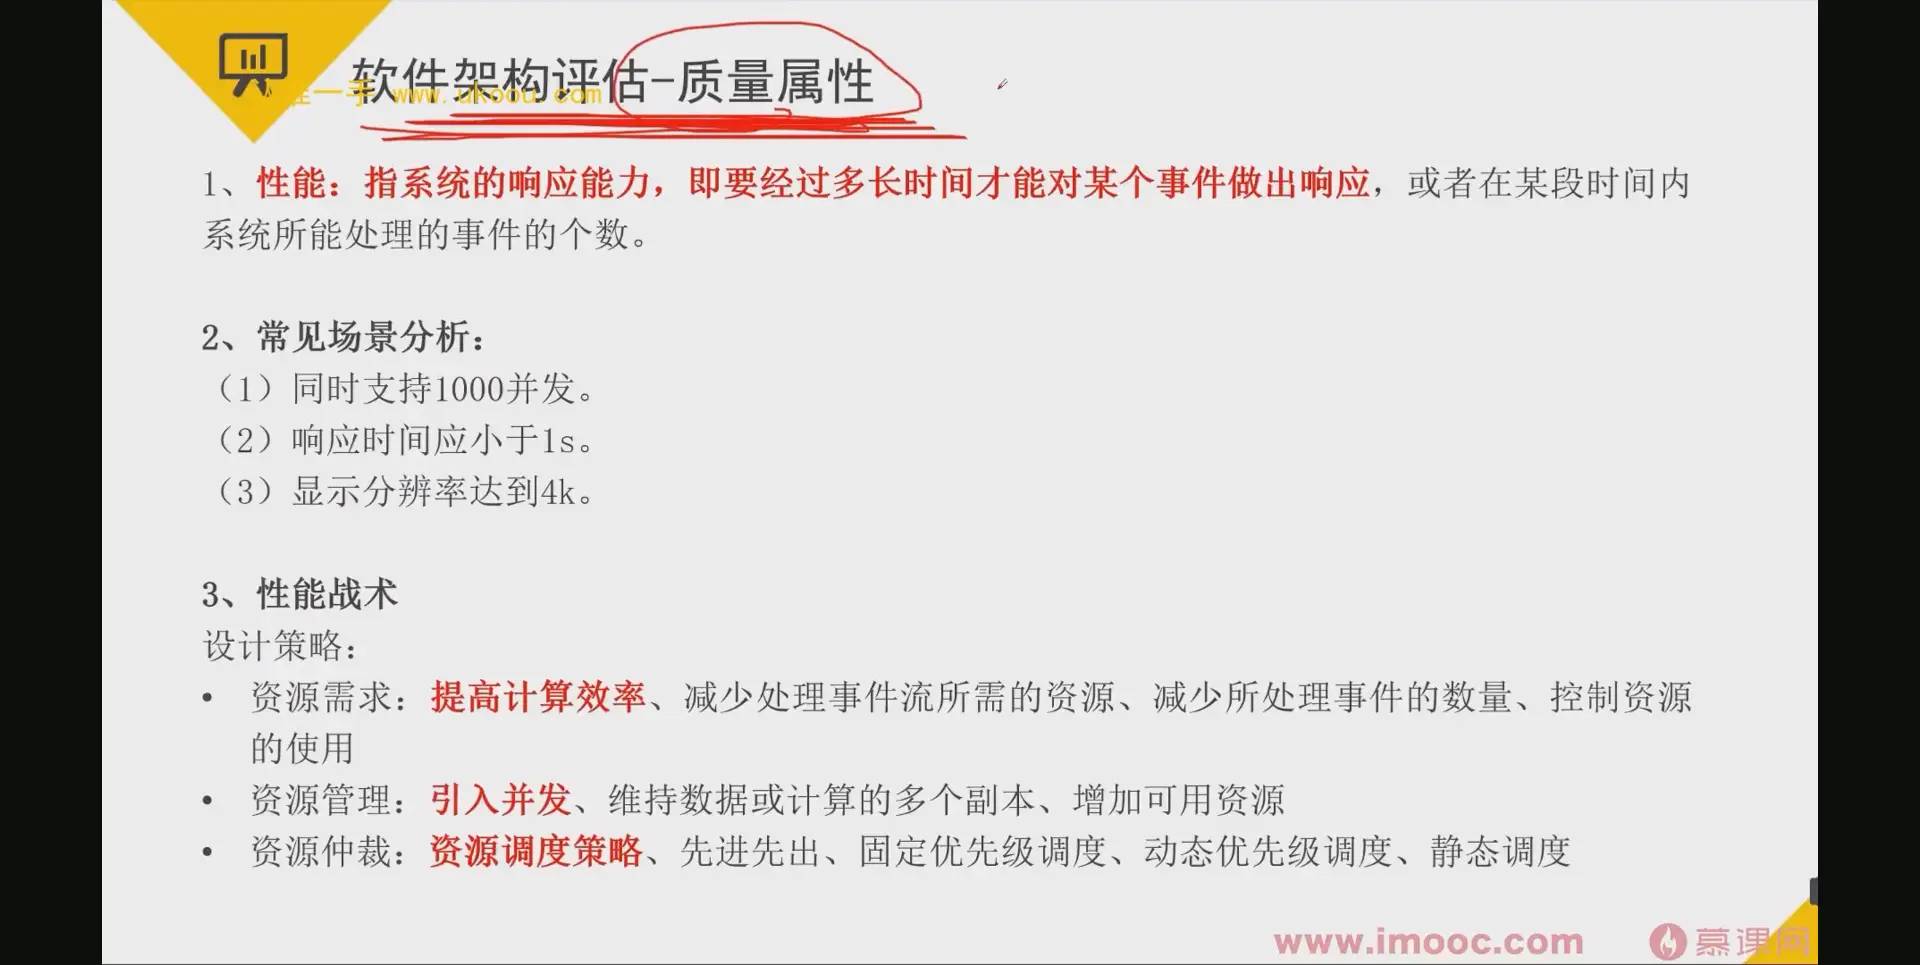 软件架构评估-质量属性
唯一手 www.ukoou.com
1、性能：指系统的响应能力，即要经过多长时间才能对某个事件做出响应，或者在某段时间内
系统所能处理的事件的个数。
2、常见场景分析：
（1）同时支持1000并发。
（2）响应时间应小于1s。
（3）显示分辨率达到4k。
3、性能战术
设计策略：
• 资源需求：提高计算效率、减少处理事件流所需的资源、减少所处理事件的数量、控制资源
的使用
• 资源管理：引入并发、维持数据或计算的多个副本、增加可用资源
• 资源仲裁：资源调度策略、先进先出、固定优先级调度、动态优先级调度、静态调度
www.imooc.com 慕课网